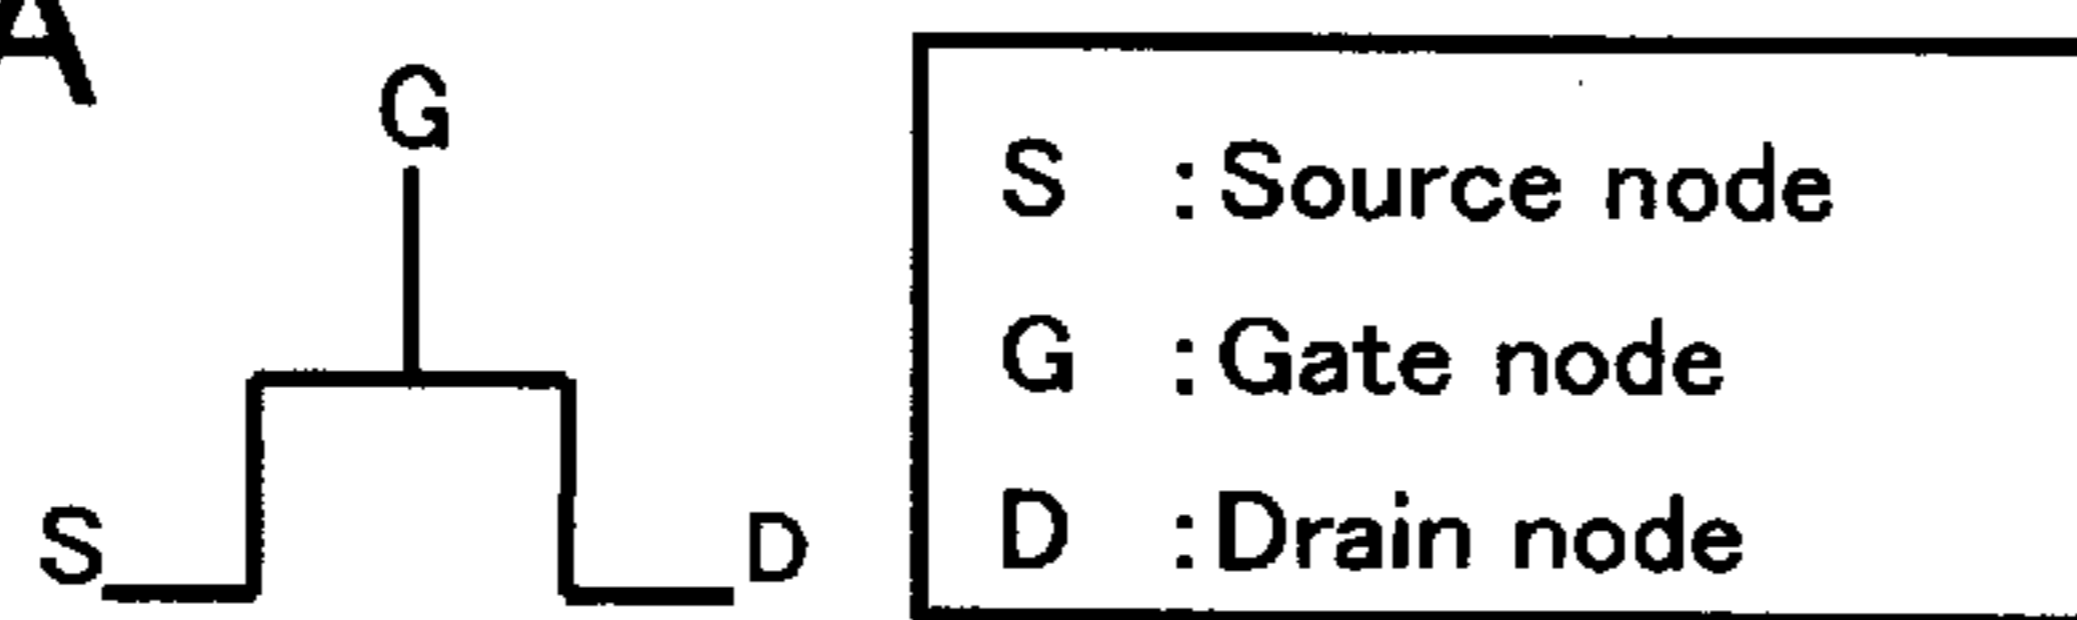 A
G
S
D
S :Source node
G :Gate node
D :Drain node